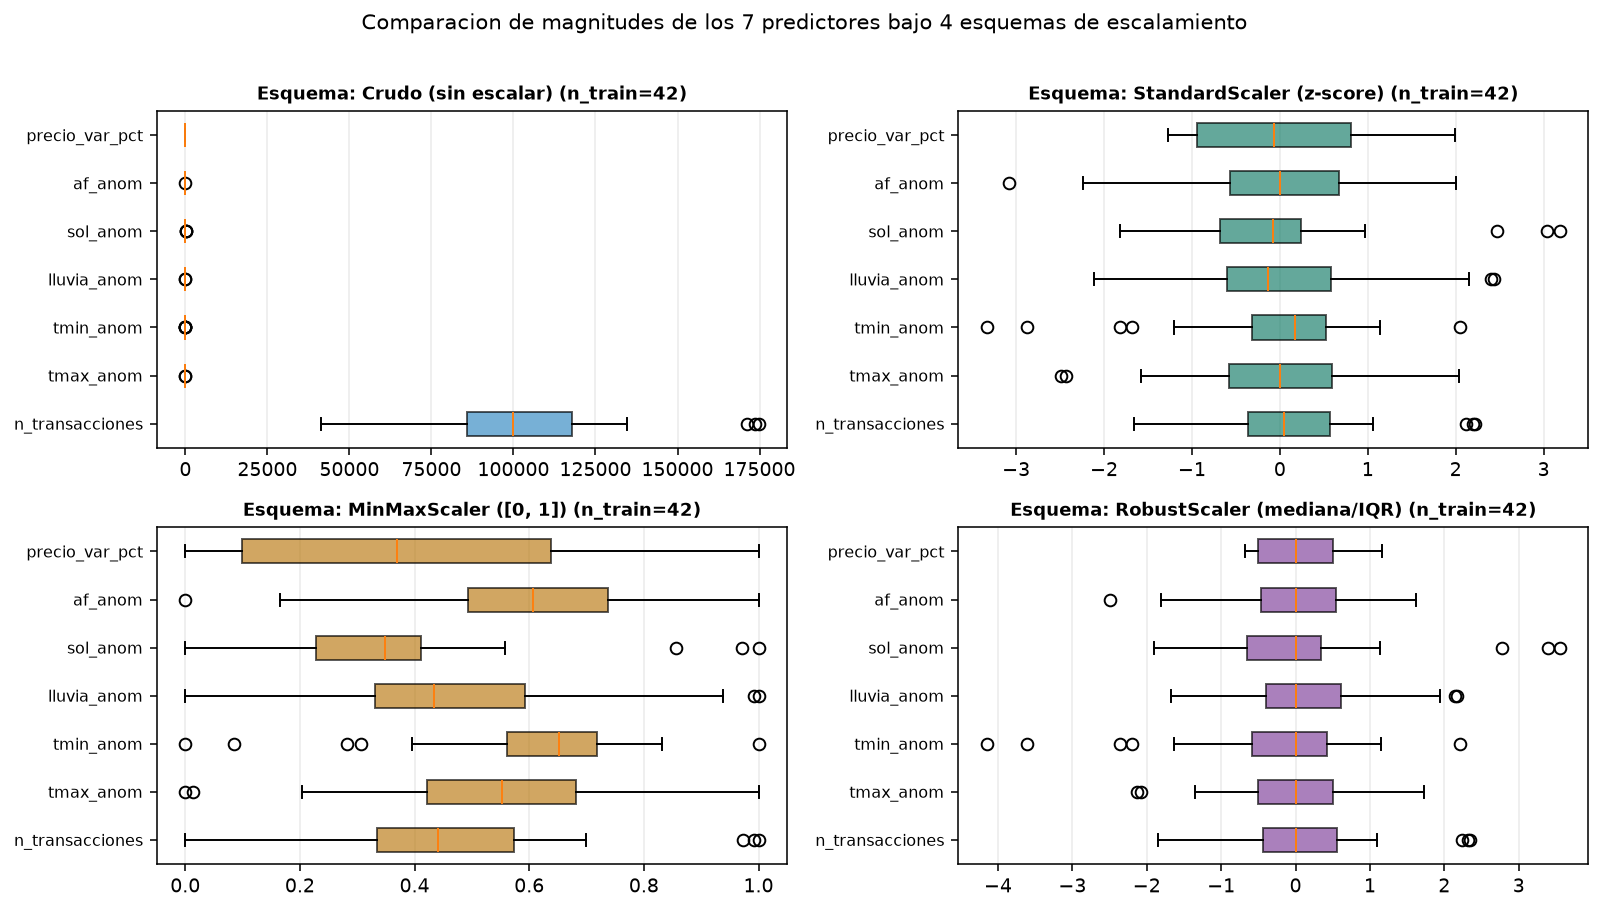 Comparacion de magnitudes de los 7 predictores bajo 4 esquemas de escalamiento
Esquema: Crudo (sin escalar) (n_train=42)
precio_var_pct
af_anom
sol_anom
lluvia_anom
tmin_anom
tmax_anom
n_transacciones
0 25000 50000 75000 100000 125000 150000 175000
Esquema: StandardScaler (z-score) (n_train=42)
precio_var_pct
af_anom
sol_anom
lluvia_anom
tmin_anom
tmax_anom
n_transacciones
−3 −2 −1 0 1 2 3
Esquema: MinMaxScaler ([0, 1]) (n_train=42)
precio_var_pct
af_anom
sol_anom
lluvia_anom
tmin_anom
tmax_anom
n_transacciones
0.0 0.2 0.4 0.6 0.8 1.0
Esquema: RobustScaler (mediana/IQR) (n_train=42)
precio_var_pct
af_anom
sol_anom
lluvia_anom
tmin_anom
tmax_anom
n_transacciones
−4 −3 −2 −1 0 1 2 3